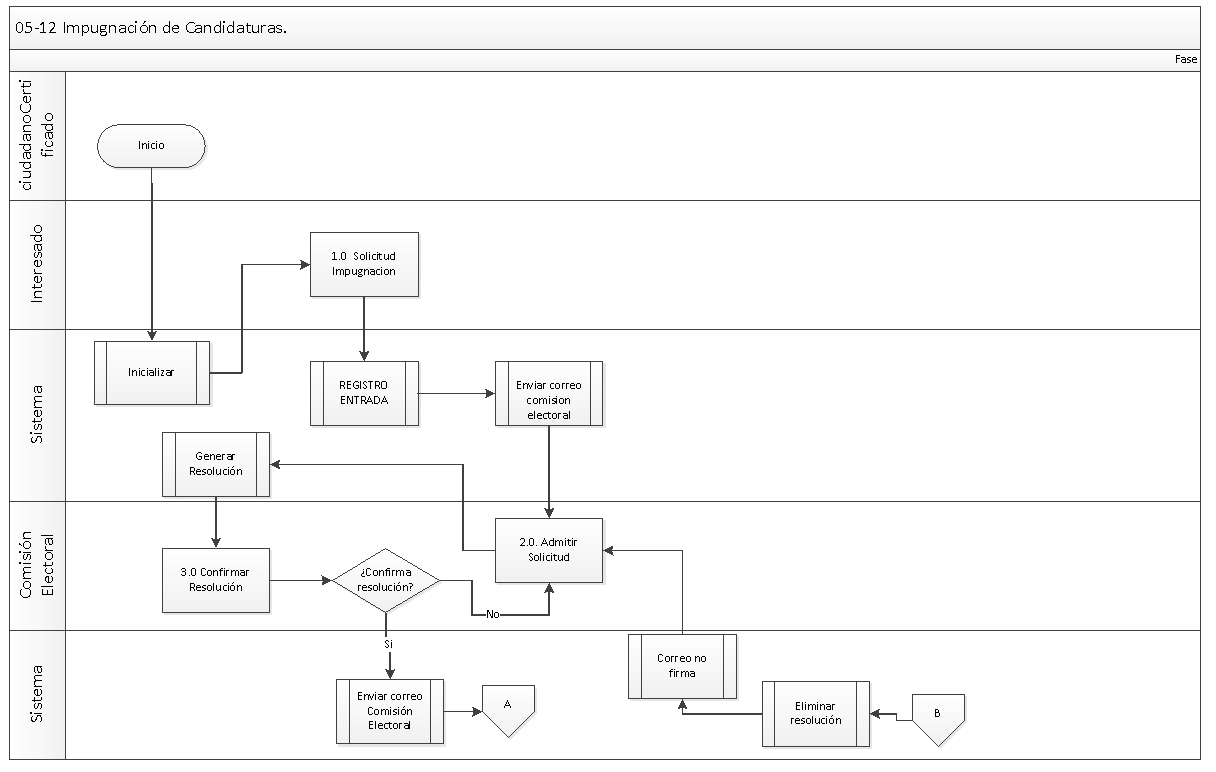 05-12 Impugnación de Candidaturas.
Fase
ciudadanoCerti
ficado
Inicio
Interesado
1.0 Solicitud
Impugnacion
Sistema
Inicializar
REGISTRO
ENTRADA
Enviar correo
comision
electoral
Generar
Resolución
Comisión
Electoral
2.0. Admitir
Solicitud
3.0 Confirmar
Resolución
¿Confirma
resolución?
No
Si
Sistema
Correo no
firma
Enviar correo
Comisión
Electoral
A
Eliminar
resolución
B